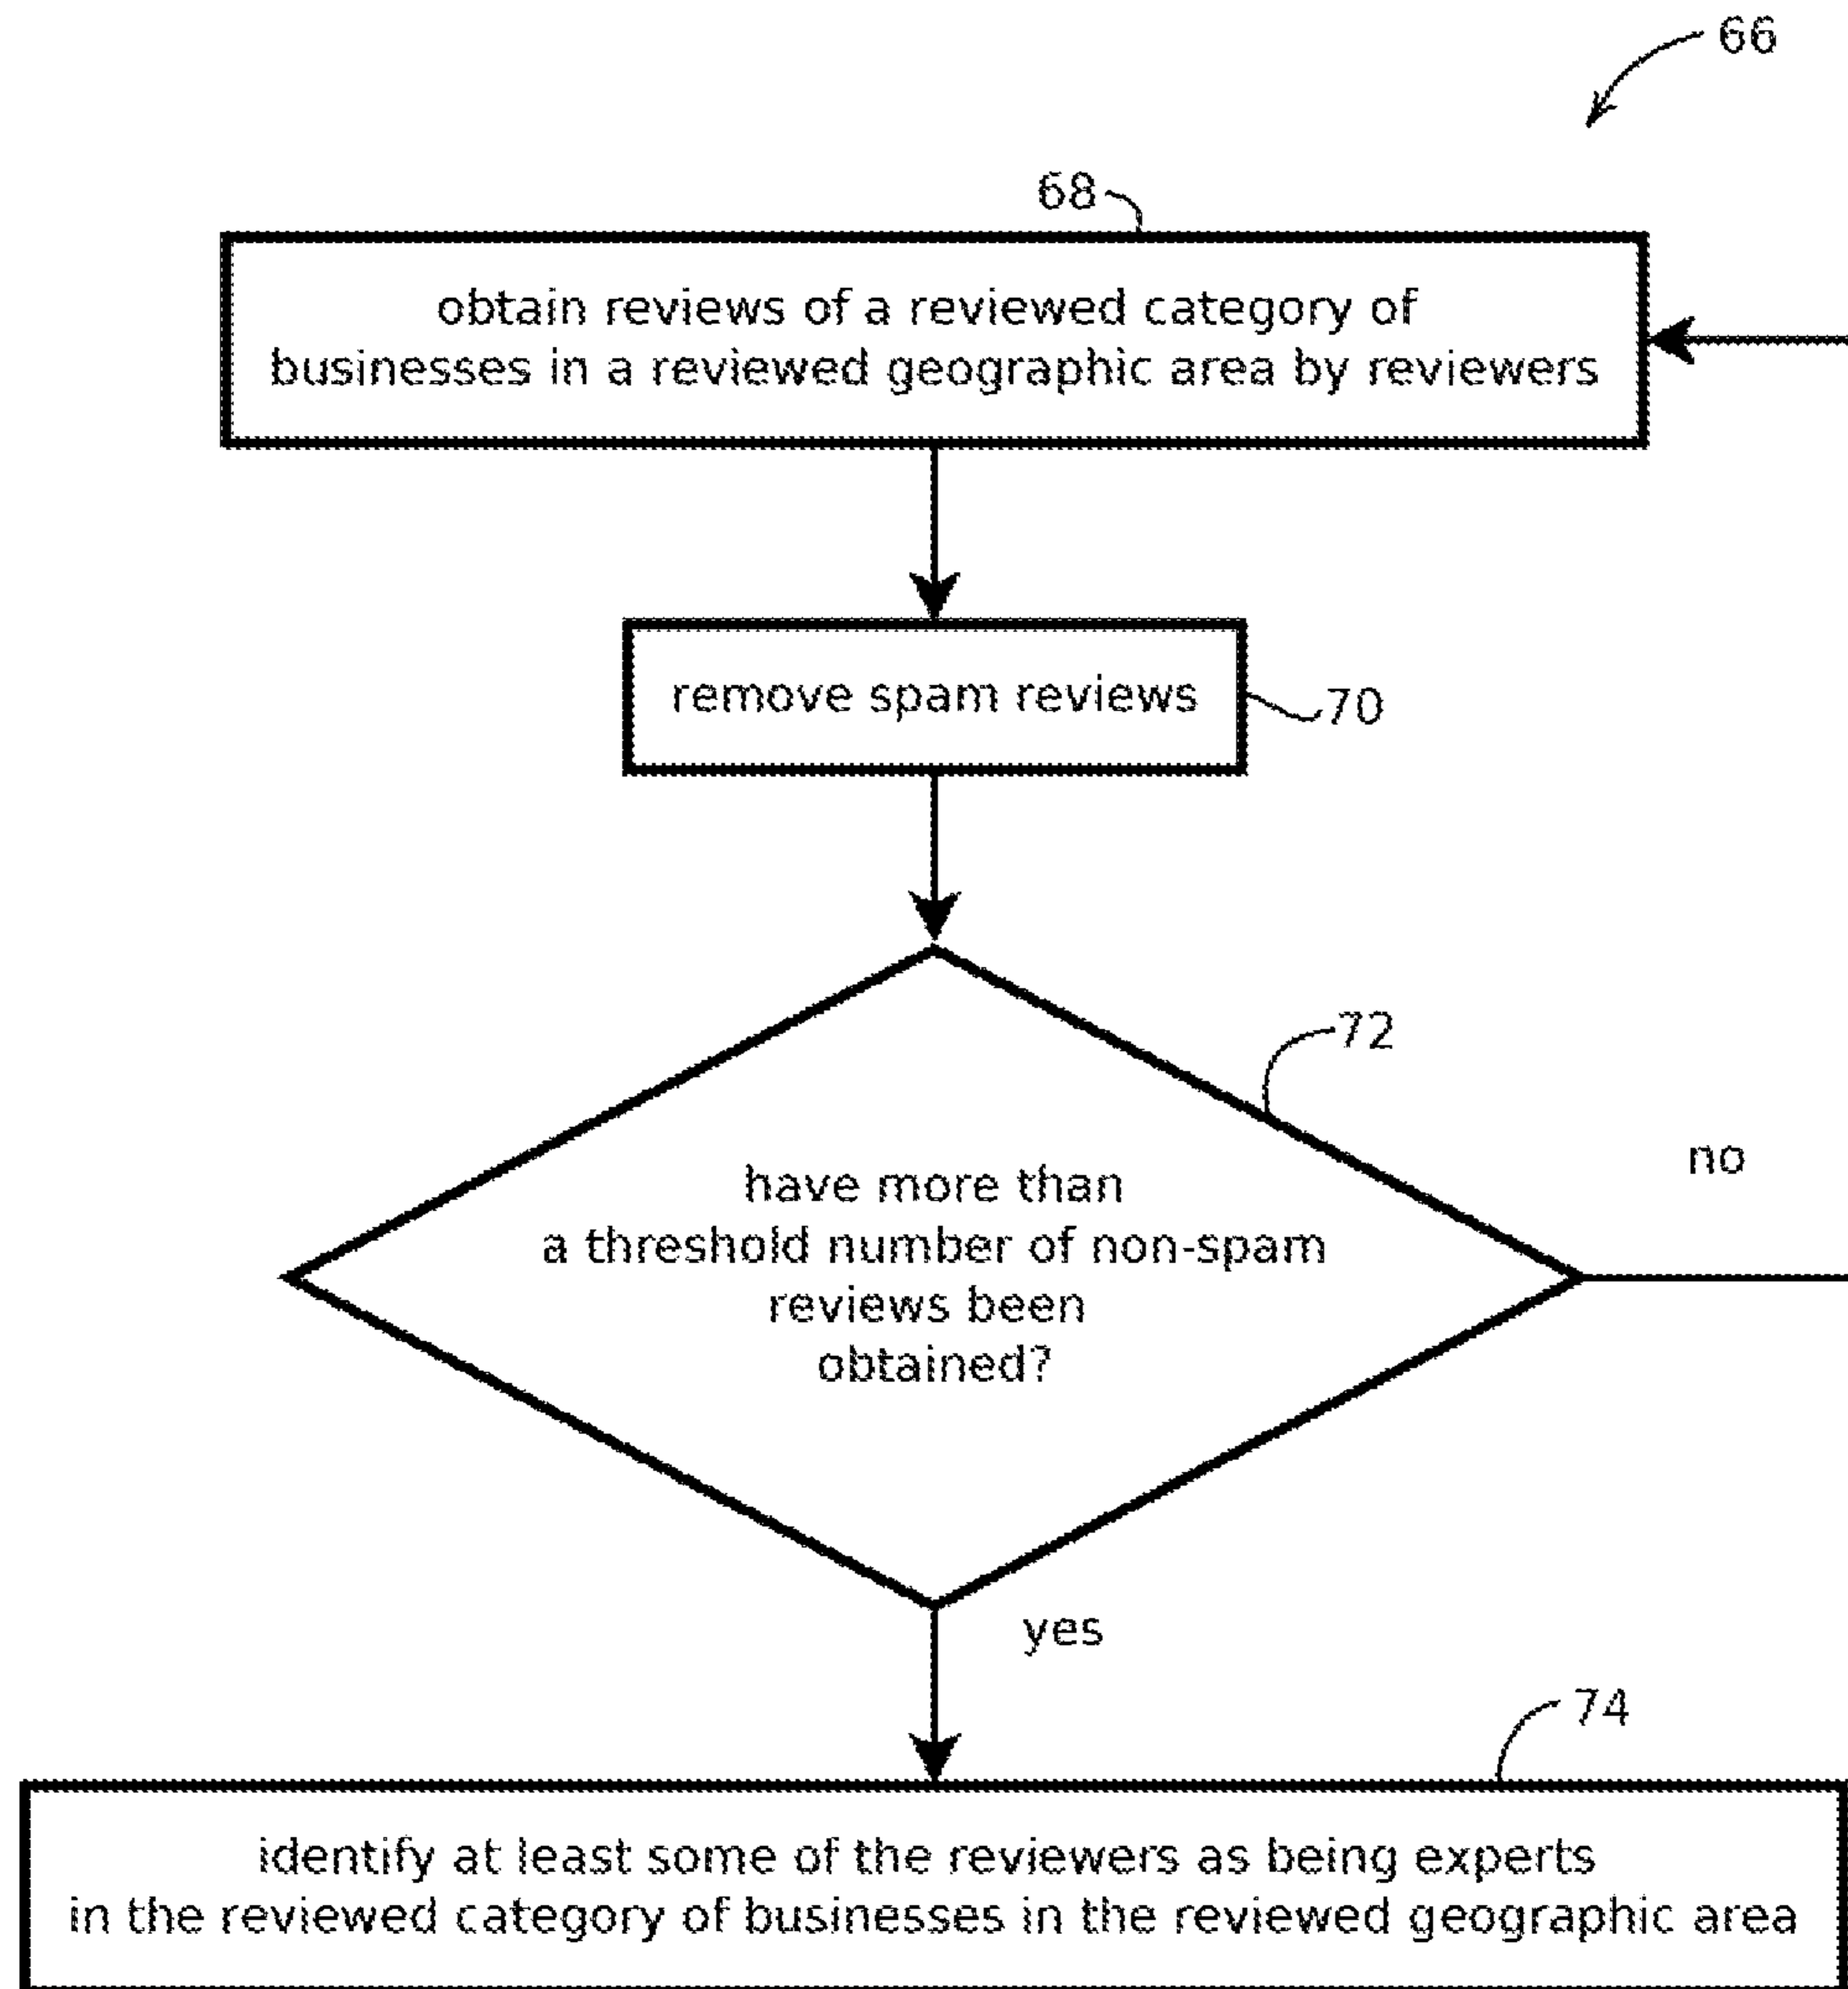 66
68
obtain reviews of a reviewed category of
businesses in a reviewed geographic area by reviewers
remove spam reviews
70
72
have more than
a threshold number of non-spam
reviews been
obtained?
no
yes
74
identify at least some of the reviewers as being experts
in the reviewed category of businesses in the reviewed geographic area